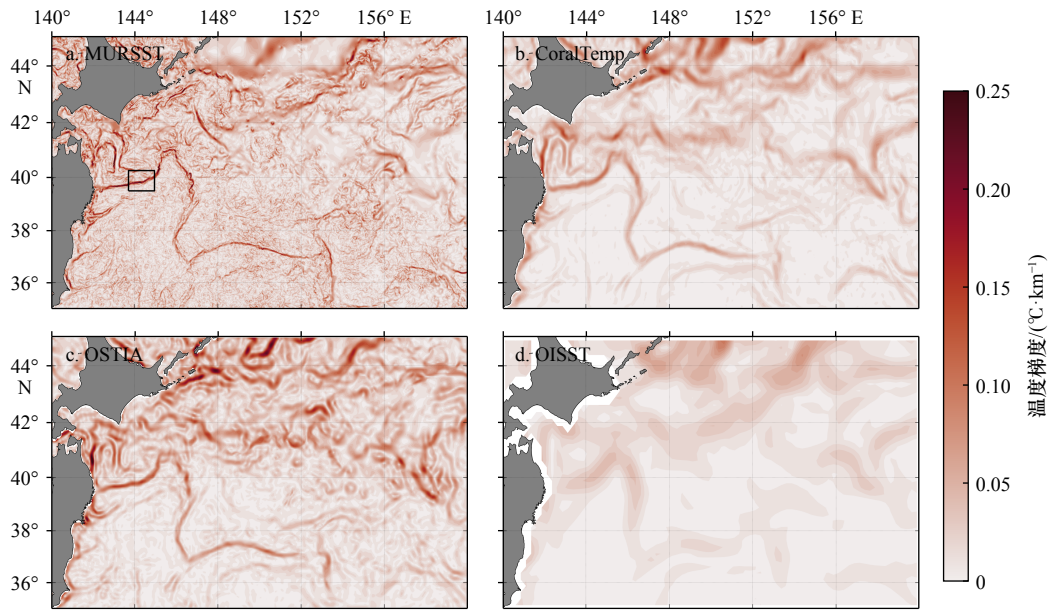 140° 144° 148° 152° 156° E 140° 144° 148° 152° 156° E
a. MURSST
b. CoralTemp
44°
N
42°
40°
38°
36°
c. OSTIA
d. OISST
44°
N
42°
40°
38°
36°
0.25
0.20
0.15
0.10
0.05
0
温度梯度/(℃·km⁻¹)